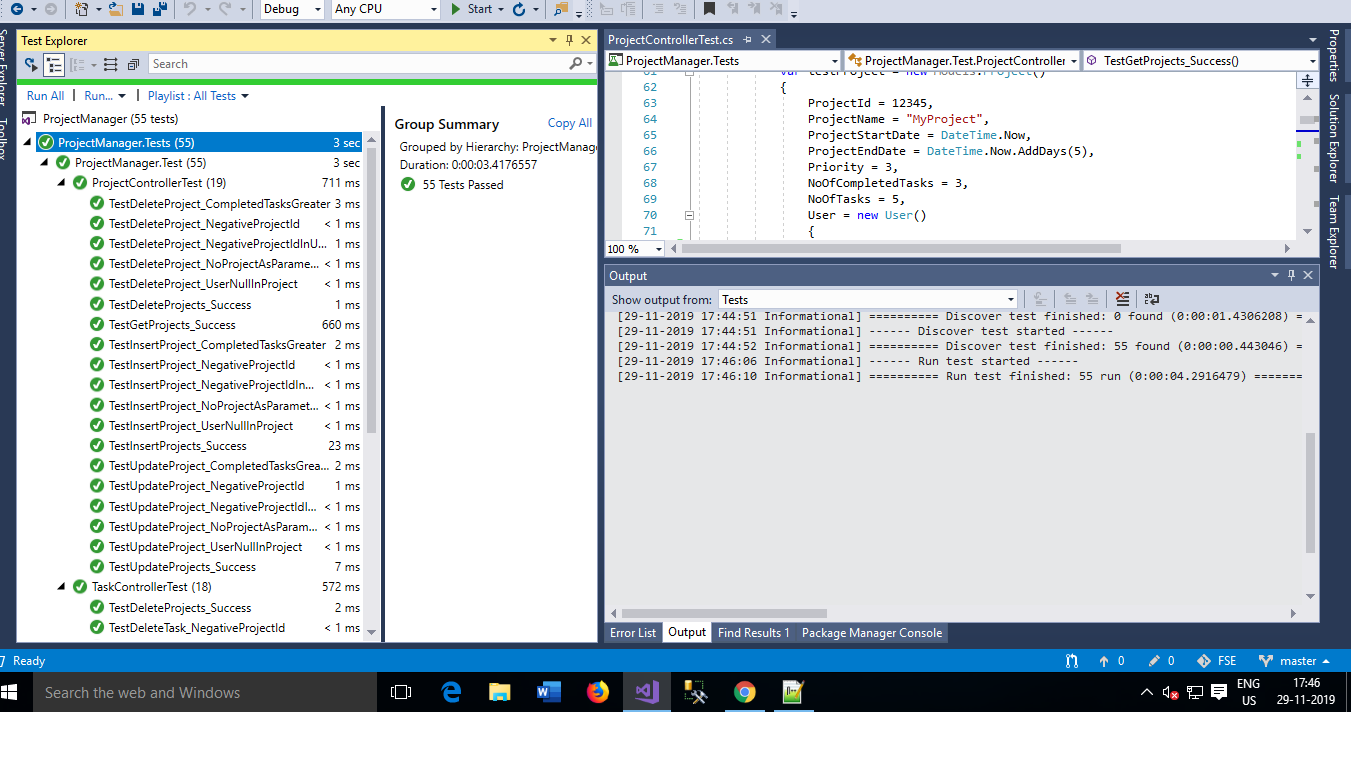 Debug
Any CPU
Start
Server Explorer
Toolbox
Test Explorer
Search
Run All
Run...
Playlist : All Tests
ProjectManager (55 tests)
ProjectManager.Tests (55) 3 sec
ProjectManager.Test (55) 3 sec
ProjectControllerTest (19) 711 ms
TestDeleteProject_CompletedTasksGreater 3 ms
TestDeleteProject_NegativeProjectId < 1 ms
TestDeleteProject_NegativeProjectIdInU... 1 ms
TestDeleteProject_NoProjectAsParame... < 1 ms
TestDeleteProject_UserNullInProject < 1 ms
TestDeleteProjects_Success 1 ms
TestGetProjects_Success 660 ms
TestInsertProject_CompletedTasksGreater 2 ms
TestInsertProject_NegativeProjectId < 1 ms
TestInsertProject_NegativeProjectIdIn... < 1 ms
TestInsertProject_NoProjectAsParamet... < 1 ms
TestInsertProject_UserNullInProject < 1 ms
TestInsertProjects_Success 23 ms
TestUpdateProject_CompletedTasksGrea... 2 ms
TestUpdateProject_NegativeProjectId 1 ms
TestUpdateProject_NegativeProjectIdI... < 1 ms
TestUpdateProject_NoProjectAsParam... < 1 ms
TestUpdateProject_UserNullInProject < 1 ms
TestUpdateProjects_Success 7 ms
TaskControllerTest (18) 572 ms
TestDeleteProjects_Success 2 ms
TestDeleteTask_NegativeProjectId < 1 ms
Group Summary
Copy All
Grouped by Hierarchy: ProjectManage
Duration: 0:00:03.4176557
55 Tests Passed
ProjectControllerTest.cs
ProjectManager.Tests
ProjectManager.Test.ProjectController
TestGetProjects_Success()
61 var testProject = new Models.Project()
62 {
63 ProjectId = 12345,
64 ProjectName = "MyProject",
65 ProjectStartDate = DateTime.Now,
66 ProjectEndDate = DateTime.Now.AddDays(5),
67 Priority = 3,
68 NoOfCompletedTasks = 3,
69 NoOfTasks = 5,
70 User = new User()
71 {
100 %
Properties
Solution Explorer
Team Explorer
Output
Show output from: Tests
[29-11-2019 17:44:51 Informational] ========== Discover test finished: 0 found (0:00:01.4306208) =
[29-11-2019 17:44:51 Informational] ------ Discover test started ------
[29-11-2019 17:44:52 Informational] ========== Discover test finished: 55 found (0:00:00.443046) =
[29-11-2019 17:46:06 Informational] ------ Run test started ------
[29-11-2019 17:46:10 Informational] ========== Run test finished: 55 run (0:00:04.2916479) =======
Error List
Output
Find Results 1
Package Manager Console
Ready
0
0
FSE
master
Search the web and Windows
ENG
US
17:46
29-11-2019